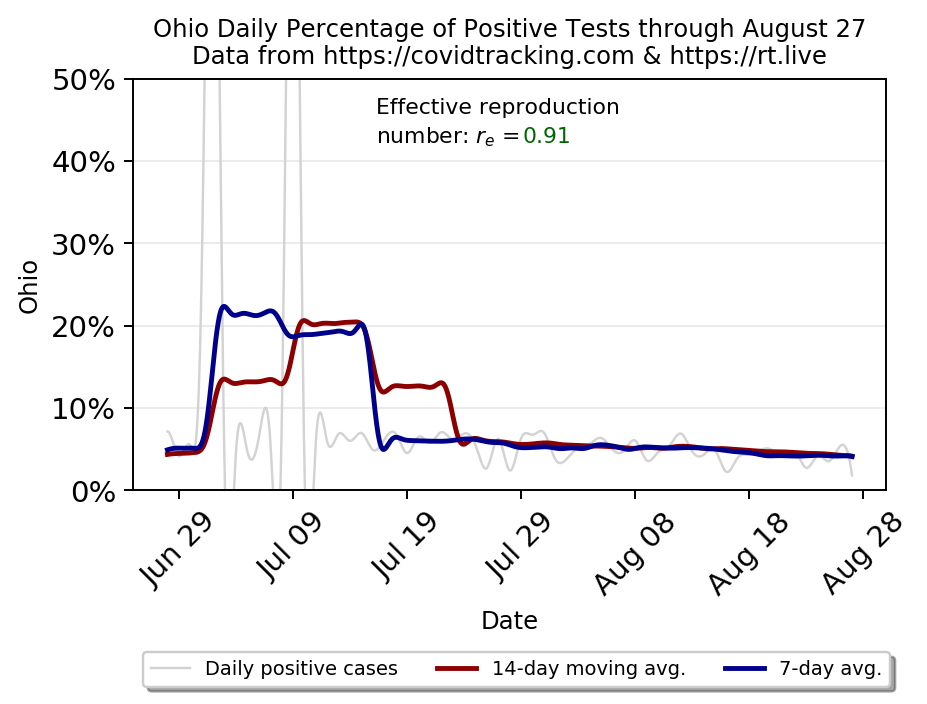 Ohio Daily Percentage of Positive Tests through August 27
Data from https://covidtracking.com & https://rt.live
50%
40%
30%
20%
10%
0%
Ohio
Effective reproduction
number: rₑ =0.91
Jun 29
Jul 09
Jul 19
Jul 29
Aug 08
Aug 18
Aug 28
Date
Daily positive cases
14-day moving avg.
7-day avg.